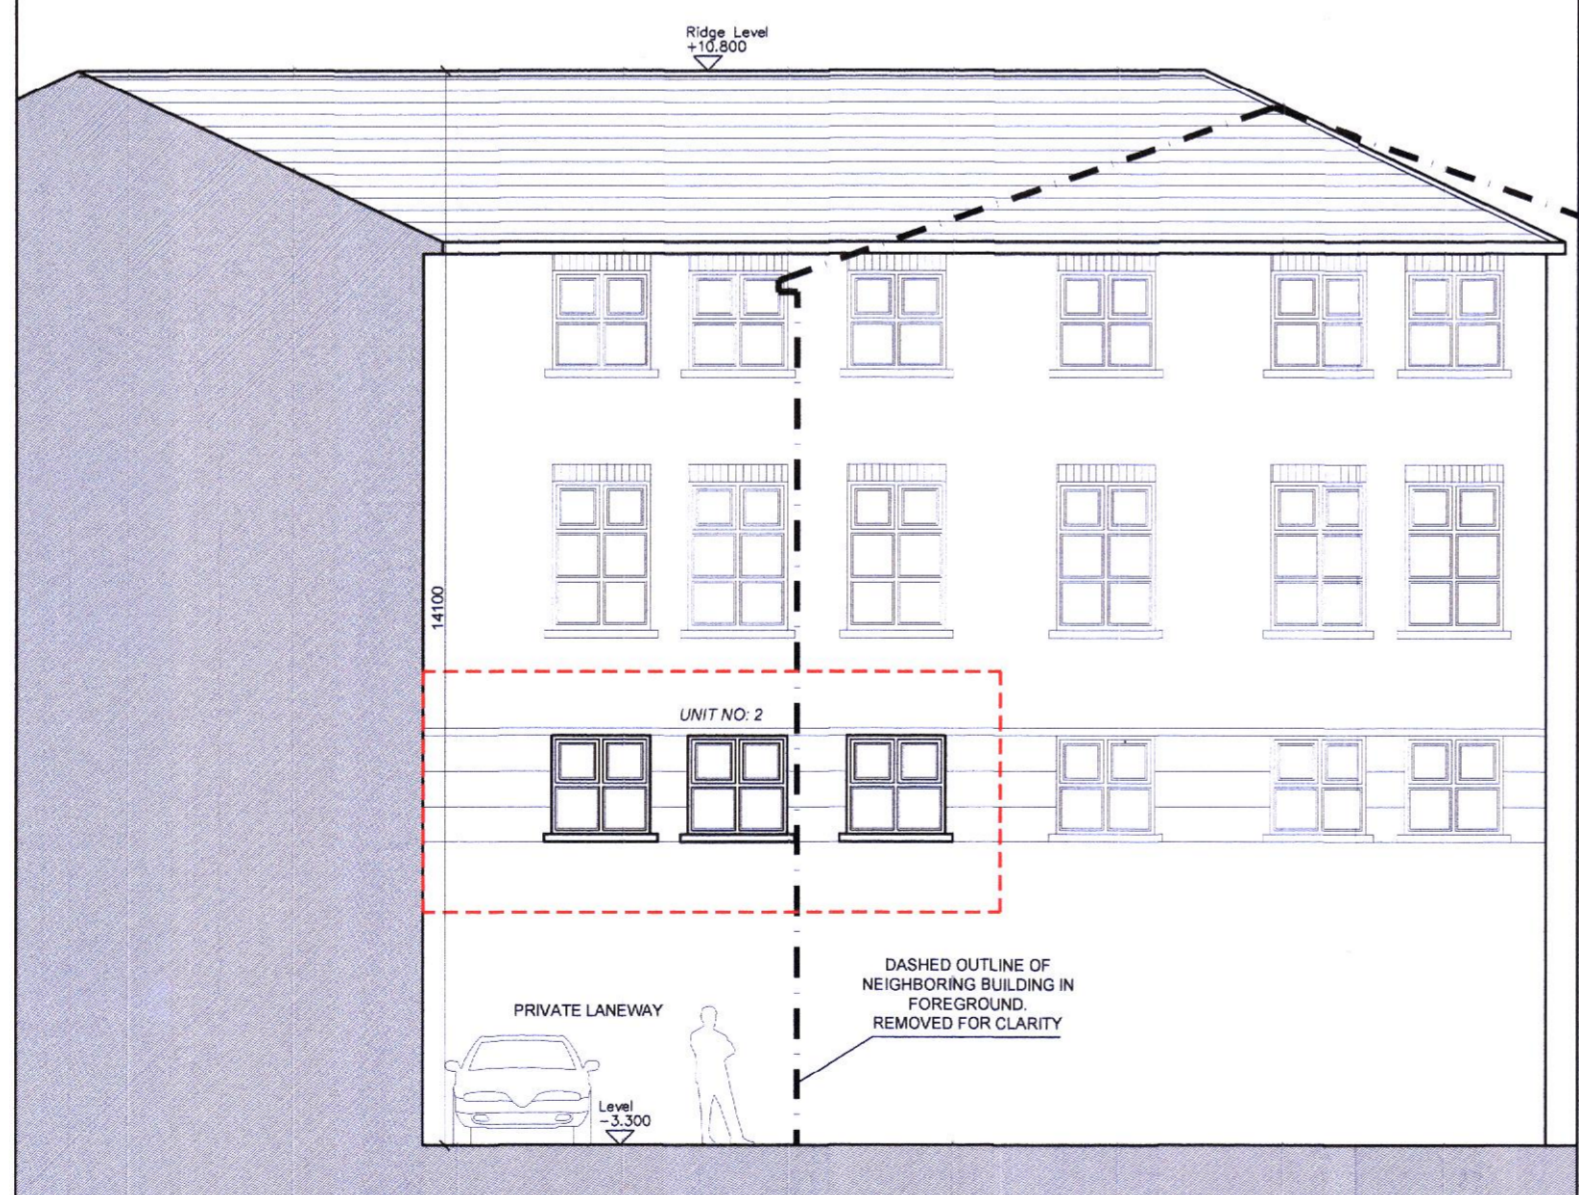 Ridge Level
+10.800
14100
UNIT NO: 2
DASHED OUTLINE OF
NEIGHBORING BUILDING IN
FOREGROUND.
REMOVED FOR CLARITY
PRIVATE LANEWAY
Level
-3.300